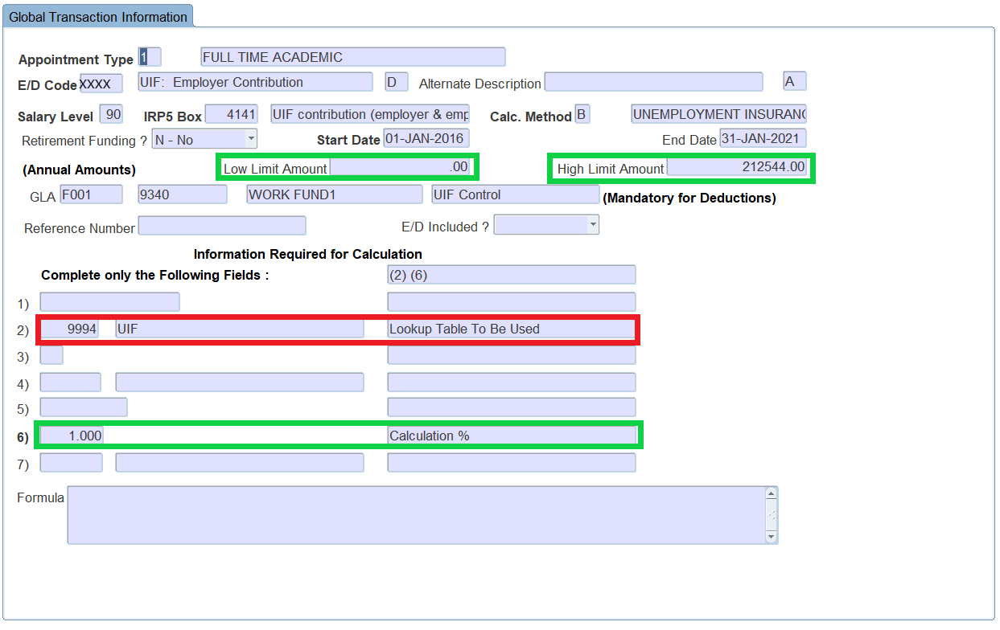 Global Transaction Information
Appointment Type 1 FULL TIME ACADEMIC
E/D Code XXXX UIF: Employer Contribution D Alternate Description A
Salary Level 90 IRP5 Box 4141 UIF contribution (employer & emp Calc. Method B UNEMPLOYMENT INSURANC
Retirement Funding ? N - No Start Date 01-JAN-2016 End Date 31-JAN-2021
(Annual Amounts) Low Limit Amount .00 High Limit Amount 212544.00
GLA F001 9340 WORK FUND1 UIF Control (Mandatory for Deductions)
Reference Number E/D Included ?
Information Required for Calculation
Complete only the Following Fields : (2) (6)
1)
2) 9994 UIF Lookup Table To Be Used
3)
4)
5)
6) 1.000 Calculation %
7)
Formula